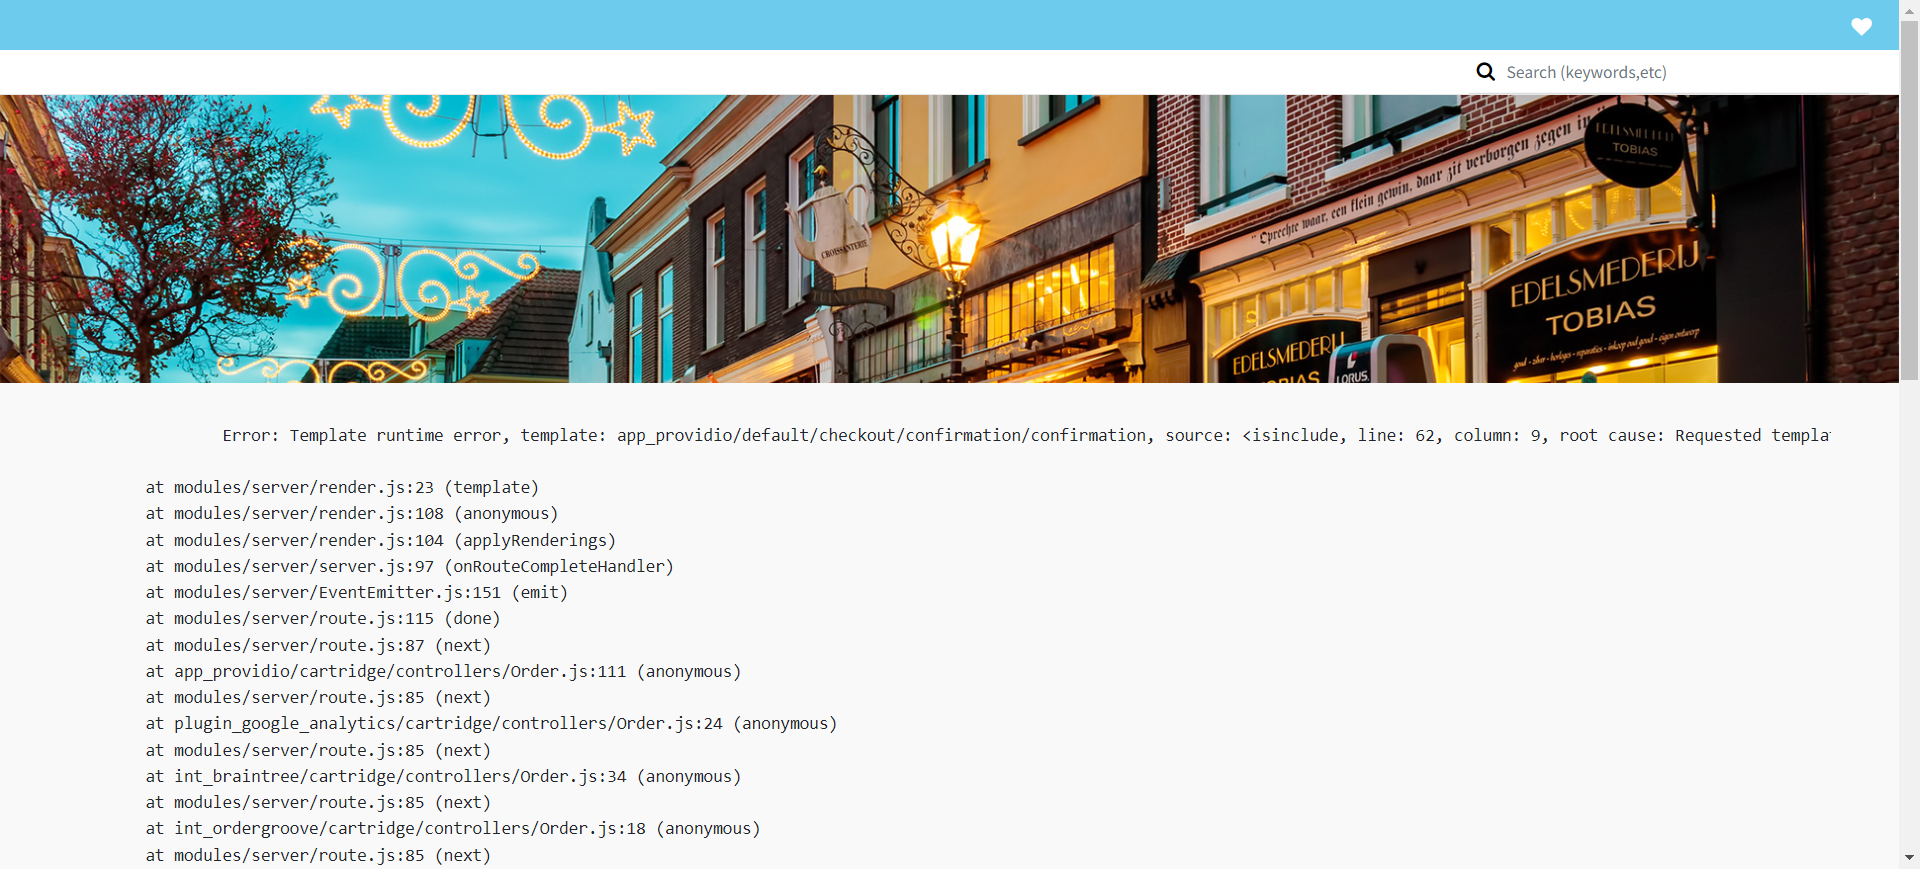 Search (keywords,etc)
EDELSMEDERIJ
TOBIAS
"Oprechte waar, een klein gewin, daar zit verborgen zegen in
CROISSANTERIE
EDELSMEDERIJ
TOBIAS
goud - zilver - horloges - reparaties - inkoop oud goud - eigen ontwerp
EDELSMEDERIJ
TOBIAS
LORUS
Error: Template runtime error, template: app_providio/default/checkout/confirmation/confirmation, source: <isinclude, line: 62, column: 9, root cause: Requested templa
at modules/server/render.js:23 (template)
at modules/server/render.js:108 (anonymous)
at modules/server/render.js:104 (applyRenderings)
at modules/server/server.js:97 (onRouteCompleteHandler)
at modules/server/EventEmitter.js:151 (emit)
at modules/server/route.js:115 (done)
at modules/server/route.js:87 (next)
at app_providio/cartridge/controllers/Order.js:111 (anonymous)
at modules/server/route.js:85 (next)
at plugin_google_analytics/cartridge/controllers/Order.js:24 (anonymous)
at modules/server/route.js:85 (next)
at int_braintree/cartridge/controllers/Order.js:34 (anonymous)
at modules/server/route.js:85 (next)
at int_ordergroove/cartridge/controllers/Order.js:18 (anonymous)
at modules/server/route.js:85 (next)